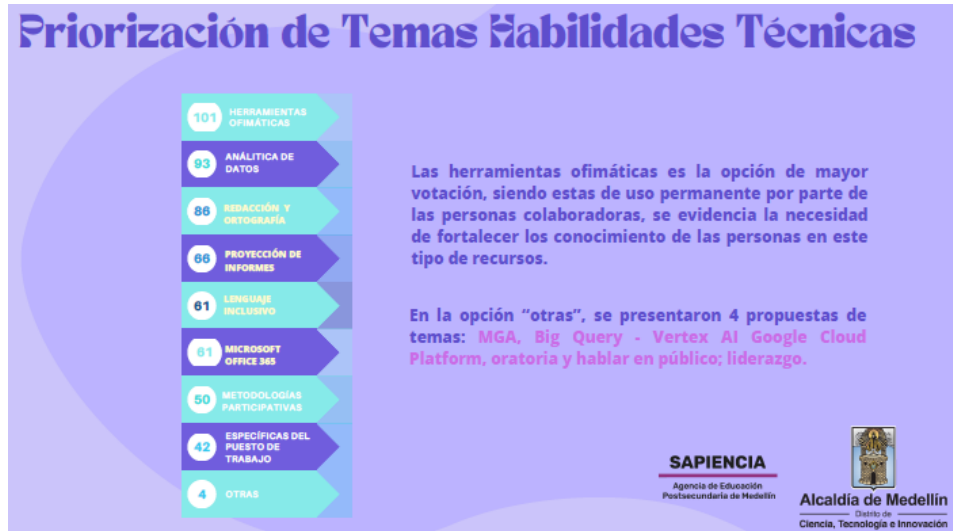 Priorización de Temas Habilidades Técnicas
101 HERRAMIENTAS
OFIMÁTICAS
93 ANÁLITICA DE
DATOS
86 REDACCIÓN Y
ORTOGRAFÍA
66 PROYECCIÓN DE
INFORMES
61 LENGUAJE
INCLUSIVO
61 MICROSOFT
OFFICE 365
50 METODOLOGÍAS
PARTICIPATIVAS
42 ESPECÍFICAS DEL
PUESTO DE
TRABAJO
4 OTRAS
Las herramientas ofimáticas es la opción de mayor
votación, siendo estas de uso permanente por parte de
las personas colaboradoras, se evidencia la necesidad
de fortalecer los conocimiento de las personas en este
tipo de recursos.
En la opción “otras”, se presentaron 4 propuestas de
temas: MGA, Big Query - Vertex AI Google Cloud
Platform, oratoria y hablar en público; liderazgo.
SAPIENCIA
Agencia de Educación
Postsecundaria de Medellín
Alcaldía de Medellín
Distrito de
Ciencia, Tecnología e Innovación